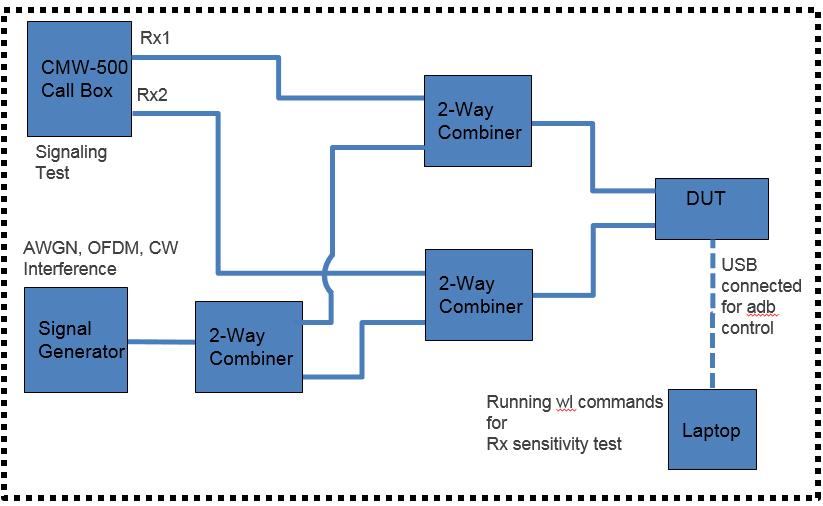 CMW-500
Call Box
Rx1
Rx2
Signaling
Test
2-Way
Combiner
DUT
AWGN, OFDM, CW
Interference
Signal
Generator
2-Way
Combiner
2-Way
Combiner
USB
connected
for adb
control
Running wl commands
for
Rx sensitivity test
Laptop